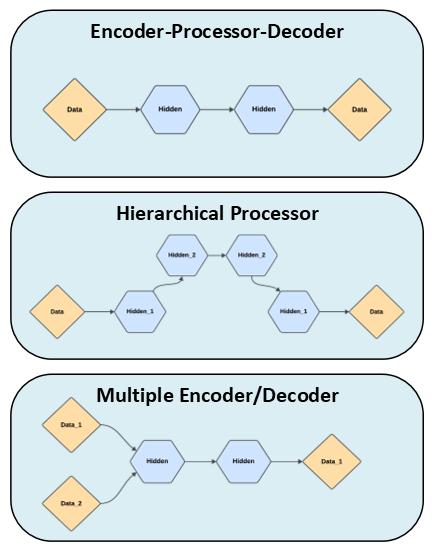 Encoder-Processor-Decoder
Data
Hidden
Hidden
Data
Hierarchical Processor
Hidden_2
Hidden_2
Data
Hidden_1
Hidden_1
Data
Multiple Encoder/Decoder
Data_1
Hidden
Hidden
Data_1
Data_2